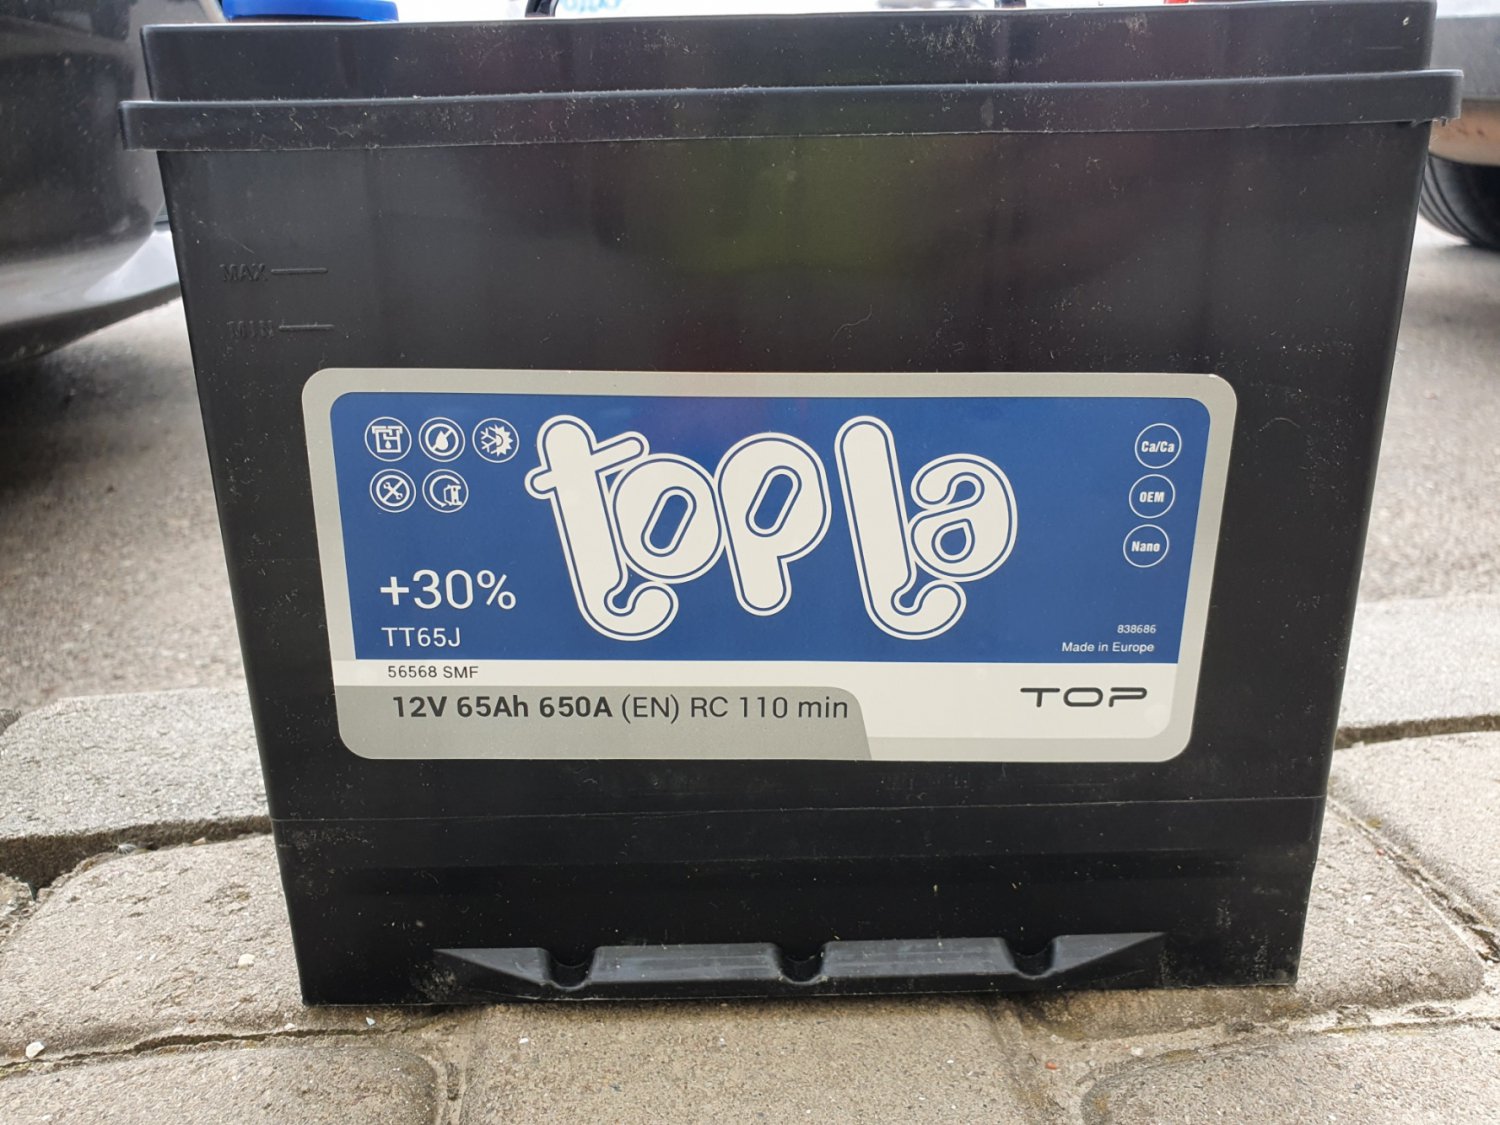 MAX
MIN
topla
Ca/Ca
OEM
Nano
+30%
TT65J
838686
Made in Europe
56568 SMF
12V 65Ah 650A (EN) RC 110 min
TOP